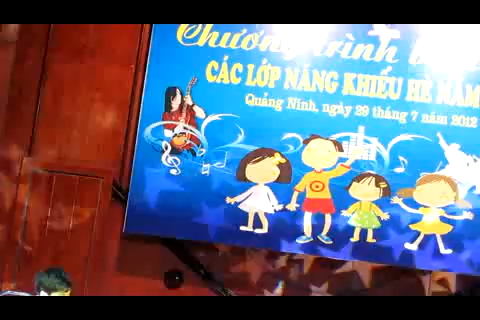 Chương trình
CÁC LỚP NĂNG KHIẾU HÈ NĂM
Quảng Ninh, ngày 29 tháng 7 năm 2012